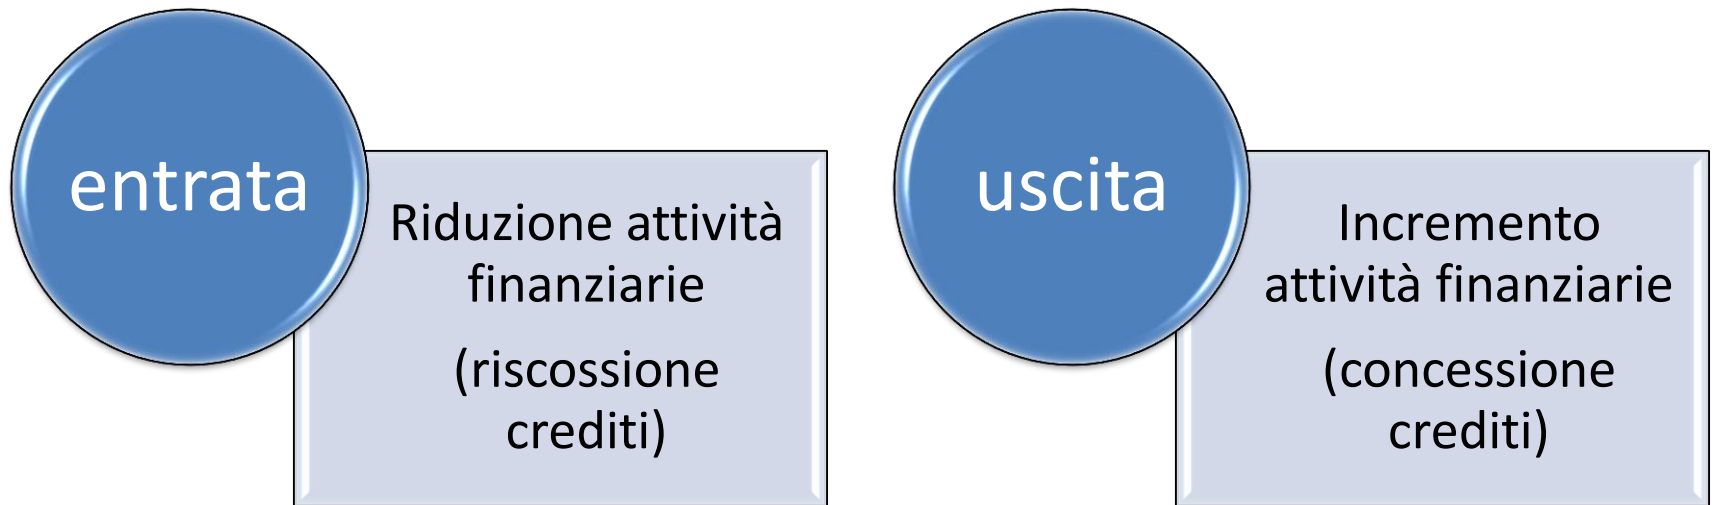 entrata
Riduzione attività
finanziarie
(riscossione
crediti)
uscita
Incremento
attività finanziarie
(concessione
crediti)